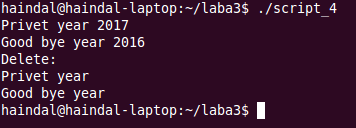 haindal@haindal-laptop:~/laba3$ ./script_4
Privet year 2017
Good bye year 2016
Delete:
Privet year
Good bye year
haindal@haindal-laptop:~/laba3$